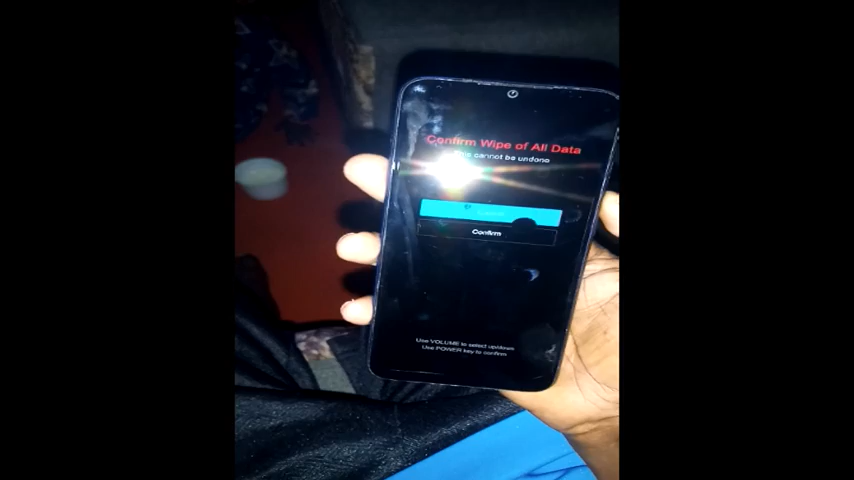 Confirm Wipe of All Data
cannot be undone
Confirm
Use VOLUME to select up/down
Use POWER key to confirm